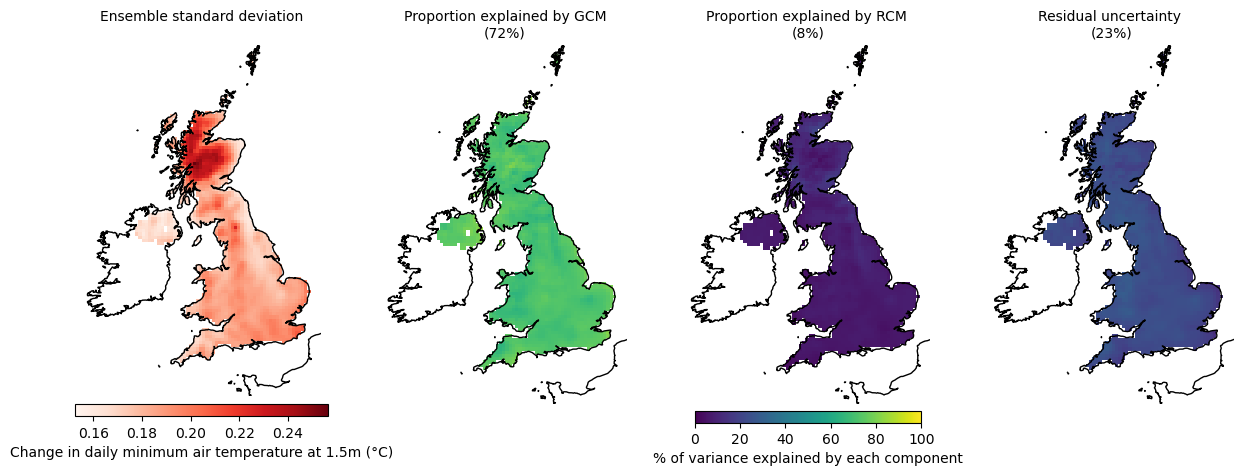 Ensemble standard deviation
Proportion explained by GCM
(72%)
Proportion explained by RCM
(8%)
Residual uncertainty
(23%)
0.16 0.18 0.20 0.22 0.24
Change in daily minimum air temperature at 1.5m (°C)
0 20 40 60 80 100
% of variance explained by each component